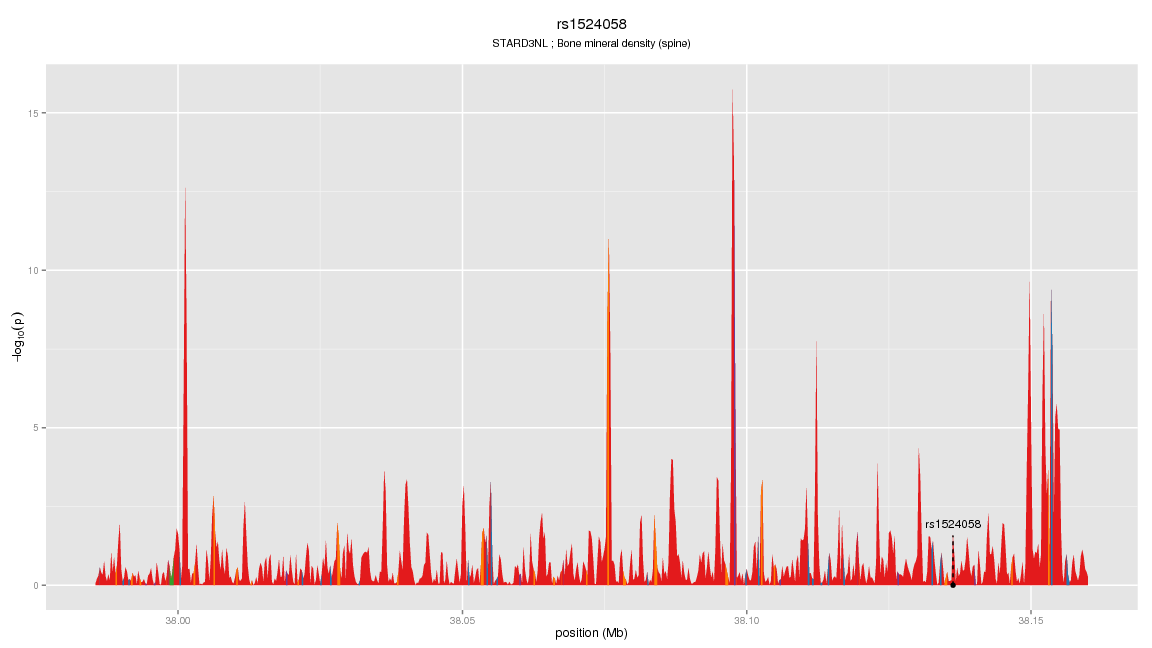 rs1524058
STARD3NL ; Bone mineral density (spine)
15
10
5
0
−log10(p)
rs1524058
38.00
38.05
38.10
38.15
position (Mb)